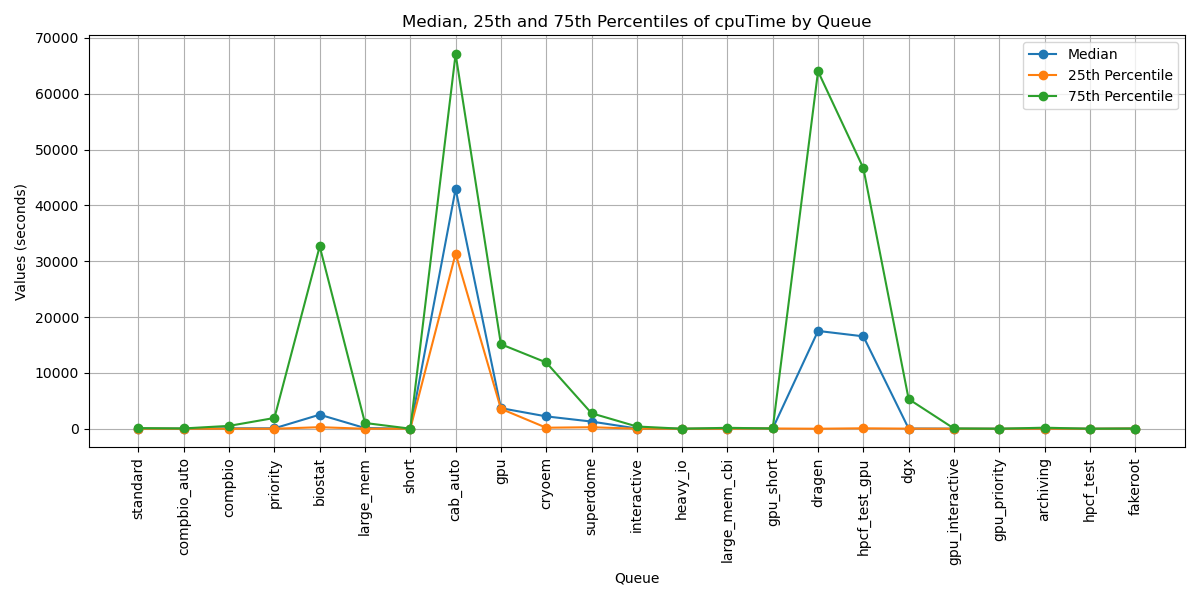 Median, 25th and 75th Percentiles of cpuTime by Queue
Median
25th Percentile
75th Percentile
70000
60000
50000
40000
30000
20000
10000
0
Values (seconds)
standard
compbio_auto
compbio
priority
biostat
large_mem
short
cab_auto
gpu
cryoem
superdome
interactive
heavy_io
large_mem_cbi
gpu_short
dragen
hpcf_test_gpu
dgx
gpu_interactive
gpu_priority
archiving
hpcf_test
fakeroot
Queue